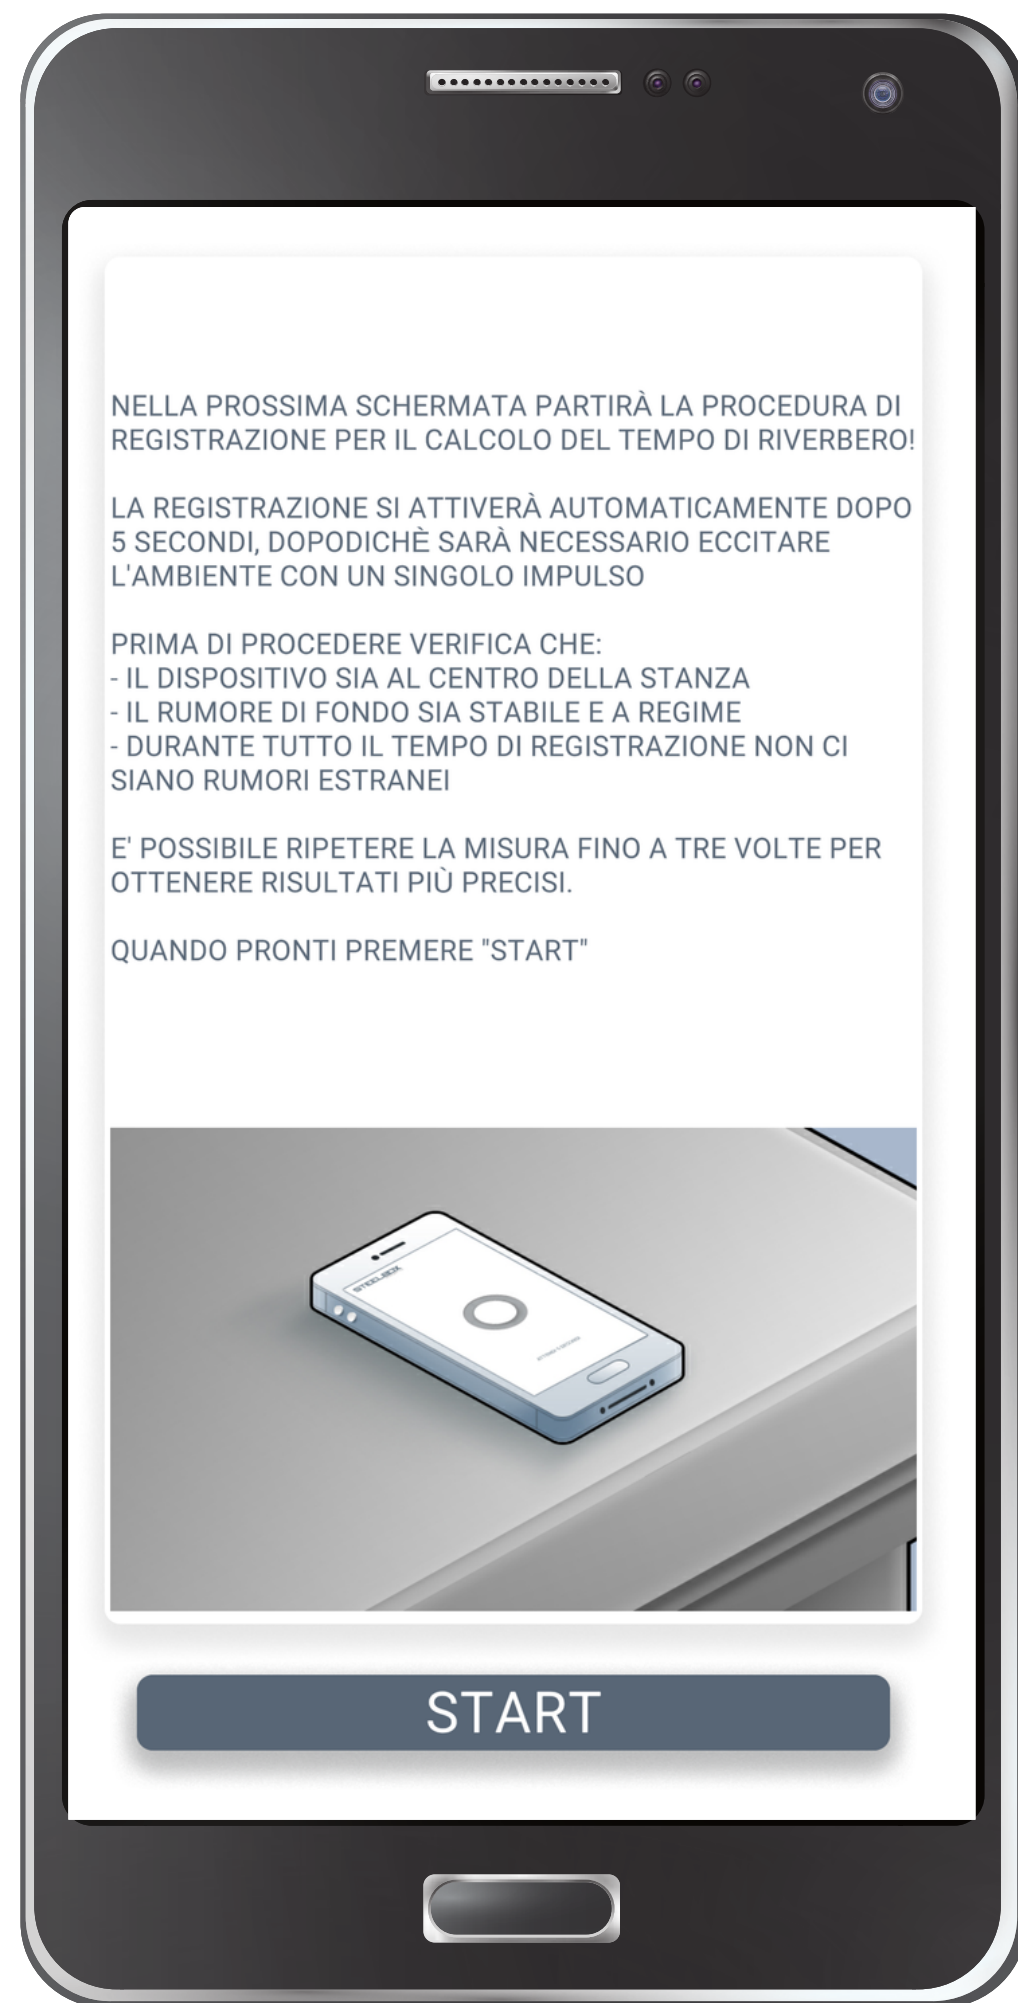 NELLA PROSSIMA SCHERMATA PARTIRÀ LA PROCEDURA DI
REGISTRAZIONE PER IL CALCOLO DEL TEMPO DI RIVERBERO!
LA REGISTRAZIONE SI ATTIVERÀ AUTOMATICAMENTE DOPO
5 SECONDI, DOPODICHÈ SARÀ NECESSARIO ECCITARE
L'AMBIENTE CON UN SINGOLO IMPULSO
PRIMA DI PROCEDERE VERIFICA CHE:
- IL DISPOSITIVO SIA AL CENTRO DELLA STANZA
- IL RUMORE DI FONDO SIA STABILE E A REGIME
- DURANTE TUTTO IL TEMPO DI REGISTRAZIONE NON CI
SIANO RUMORI ESTRANEI
E' POSSIBILE RIPETERE LA MISURA FINO A TRE VOLTE PER
OTTENERE RISULTATI PIÙ PRECISI.
QUANDO PRONTI PREMERE "START"
STEELBOX
START